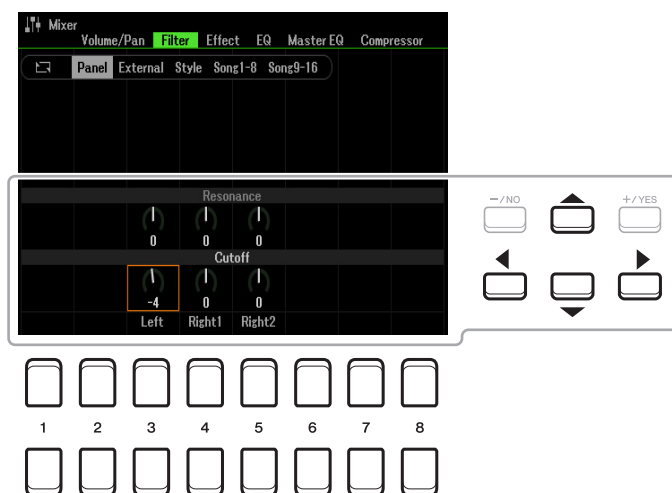 Mixer
Volume/Pan Filter Effect EQ Master EQ Compressor
Panel External Style Song1-8 Song9-16
Resonance
0 0 0
Cutoff
-4 0 0
Left Right1 Right2
−/NO +/YES
1 2 3 4 5 6 7 8